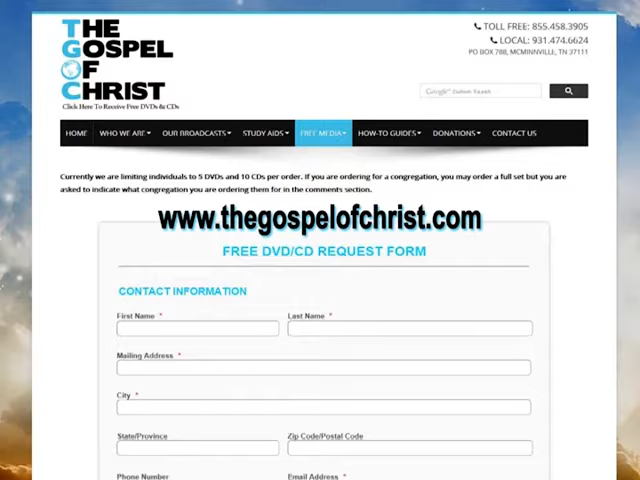 THE
GOSPEL
OF
CHRIST
Click Here To Receive Free DVDs & CDs
TOLL FREE: 855.458.3905
LOCAL: 931.474.6624
PO BOX 788, MCMINNVILLE, TN 37111
Google Custom Search
HOME WHO WE ARE OUR BROADCASTS STUDY AIDS FREE MEDIA HOW-TO GUIDES DONATIONS CONTACT US
Currently we are limiting individuals to 5 DVDs and 10 CDs per order. If you are ordering for a congregation, you may order a full set but you are
asked to indicate what congregation you are ordering them for in the comments section.
www.thegospelofchrist.com
FREE DVD/CD REQUEST FORM
CONTACT INFORMATION
First Name * Last Name *
Mailing Address *
City *
State/Province Zip Code/Postal Code
Phone Number Email Address *